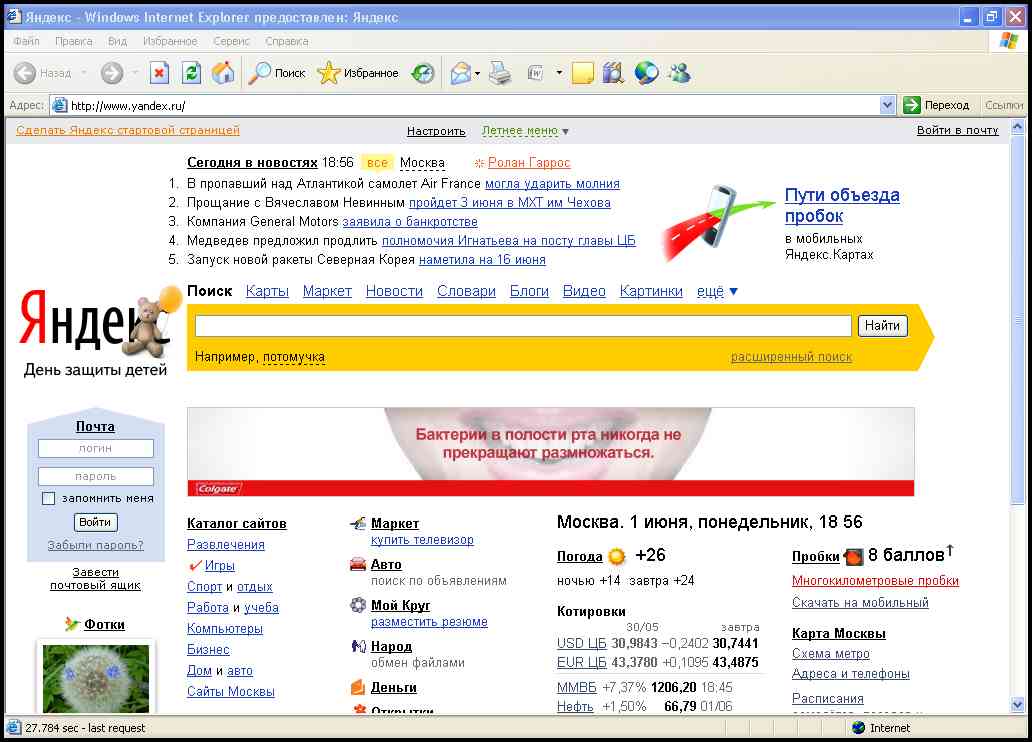 Яндекс - Windows Internet Explorer предоставлен: Яндекс
Файл Правка Вид Избранное Сервис Справка
Назад Поиск Избранное
Адрес: http://www.yandex.ru/ Переход Ссылки
Сделать Яндекс стартовой страницей Настроить Летнее меню ▼ Войти в почту
Сегодня в новостях 18:56 все Москва Ролан Гаррос
1. В пропавший над Атлантикой самолет Air France могла ударить молния
2. Прощание с Вячеславом Невинным пройдет 3 июня в МХТ им Чехова
3. Компания General Motors заявила о банкротстве
4. Медведев предложил продлить полномочия Игнатьева на посту главы ЦБ
5. Запуск новой ракеты Северная Корея наметила на 16 июня
Пути объезда
пробок
в мобильных
Яндекс.Картах
Поиск Карты Маркет Новости Словари Блоги Видео Картинки ещё ▼
Яндекс
День защиты детей
Найти
Например, потомучка расширенный поиск
Почта
логин
пароль
запомнить меня
Войти
Забыли пароль?
Завести
почтовый ящик
Фотки
Бактерии в полости рта никогда не
прекращают размножаться.
Colgate
Каталог сайтов
Развлечения
Игры
Спорт и отдых
Работа и учеба
Компьютеры
Бизнес
Дом и авто
Сайты Москвы
Маркет
купить телевизор
Авто
поиск по объявлениям
Мой Круг
разместить резюме
Народ
обмен файлами
Деньги
Открытки
Москва. 1 июня, понедельник, 18 56
Погода +26
ночью +14 завтра +24
Котировки
30/05 завтра
USD ЦБ 30,9843 −0,2402 30,7441
EUR ЦБ 43,3780 +0,1095 43,4875
ММВБ +7,37% 1206,20 18:45
Нефть +1,50% 66,79 01/06
Пробки 8 баллов↑
Многокилометровые пробки
Скачать на мобильный
Карта Москвы
Схема метро
Адреса и телефоны
Расписания
27.784 sec - last request Internet